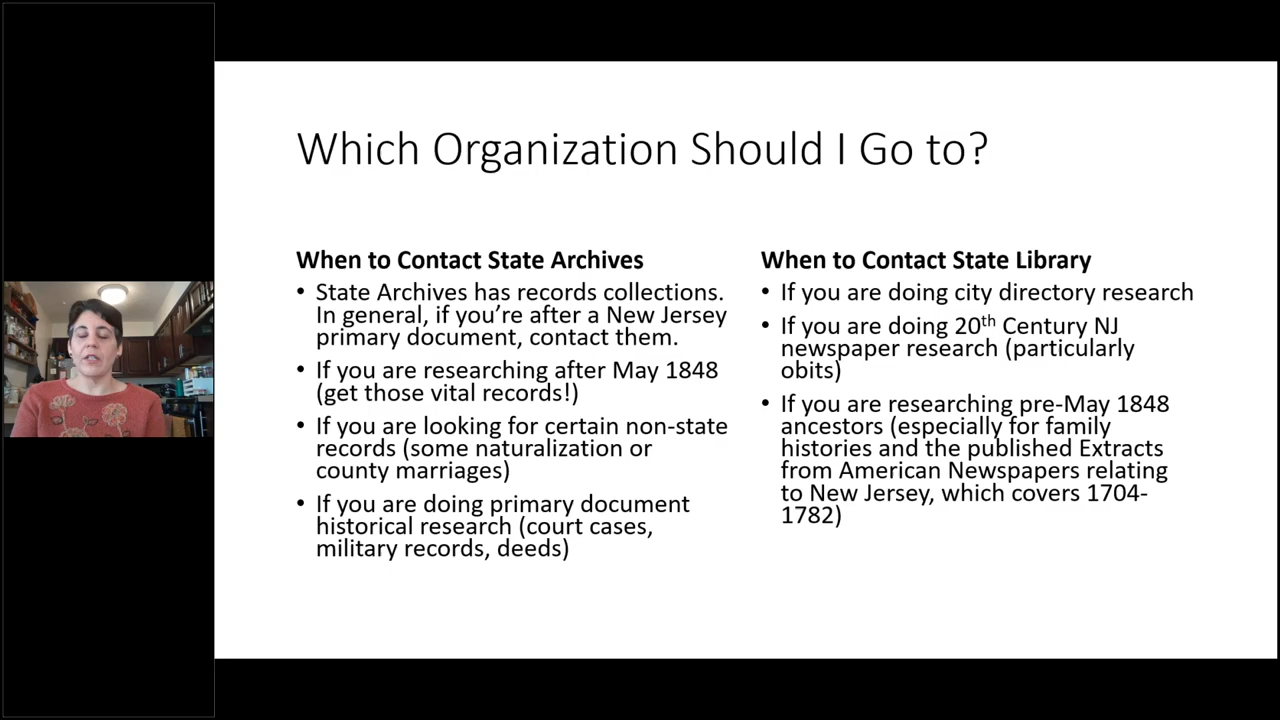 Which Organization Should I Go to?
When to Contact State Archives
• State Archives has records collections.
In general, if you’re after a New Jersey
primary document, contact them.
• If you are researching after May 1848
(get those vital records!)
• If you are looking for certain non-state
records (some naturalization or
county marriages)
• If you are doing primary document
historical research (court cases,
military records, deeds)
When to Contact State Library
• If you are doing city directory research
• If you are doing 20th Century NJ
newspaper research (particularly
obits)
• If you are researching pre-May 1848
ancestors (especially for family
histories and the published Extracts
from American Newspapers relating
to New Jersey, which covers 1704-
1782)